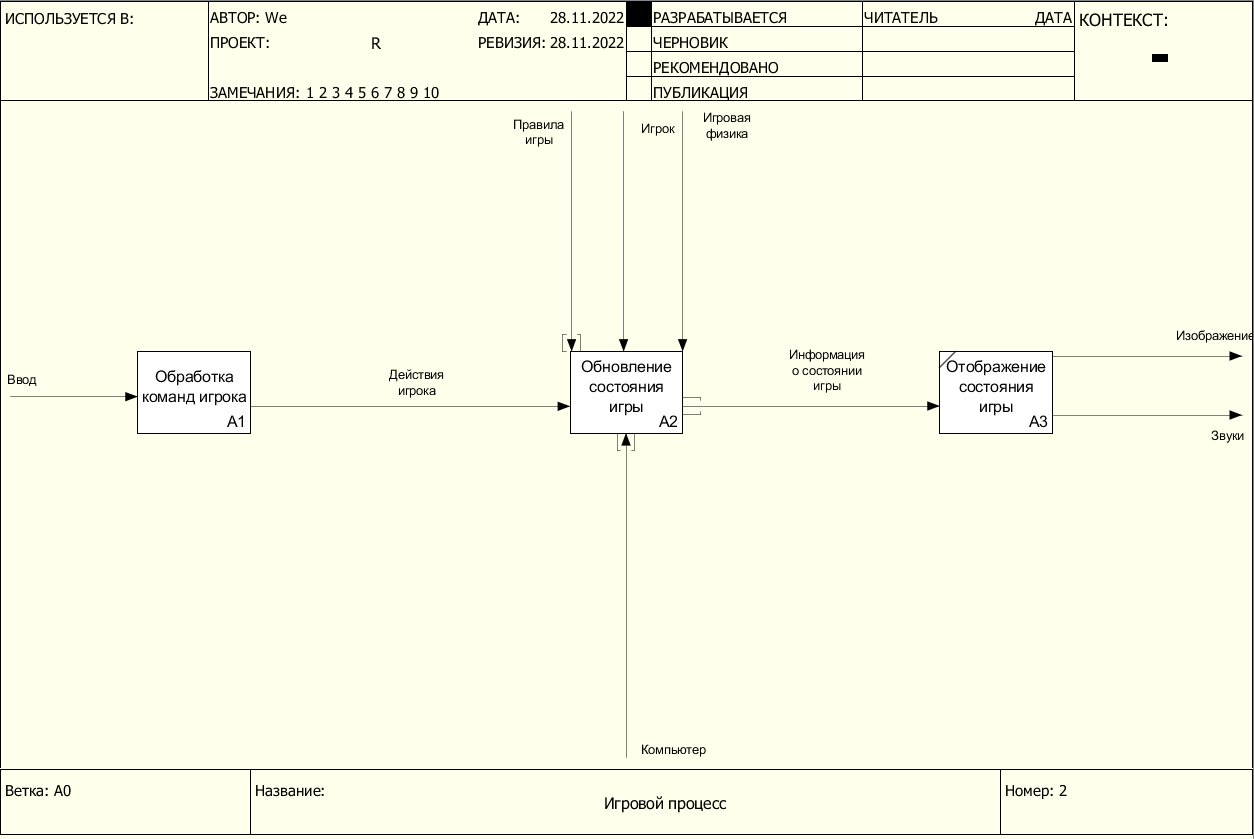 ИСПОЛЬЗУЕТСЯ В:
АВТОР: We
ДАТА: 28.11.2022
ПРОЕКТ: R
РЕВИЗИЯ: 28.11.2022
ЗАМЕЧАНИЯ: 1 2 3 4 5 6 7 8 9 10
РАЗРАБАТЫВАЕТСЯ
ЧЕРНОВИК
РЕКОМЕНДОВАНО
ПУБЛИКАЦИЯ
ЧИТАТЕЛЬ ДАТА
КОНТЕКСТ:
Правила
игры
Игрок
Игровая
физика
Ввод
Обработка
команд игрока
A1
Действия
игрока
Обновление
состояния
игры
A2
Информация
о состоянии
игры
Отображение
состояния
игры
A3
Изображение
Звуки
Компьютер
Ветка: A0
Название:
Игровой процесс
Номер: 2